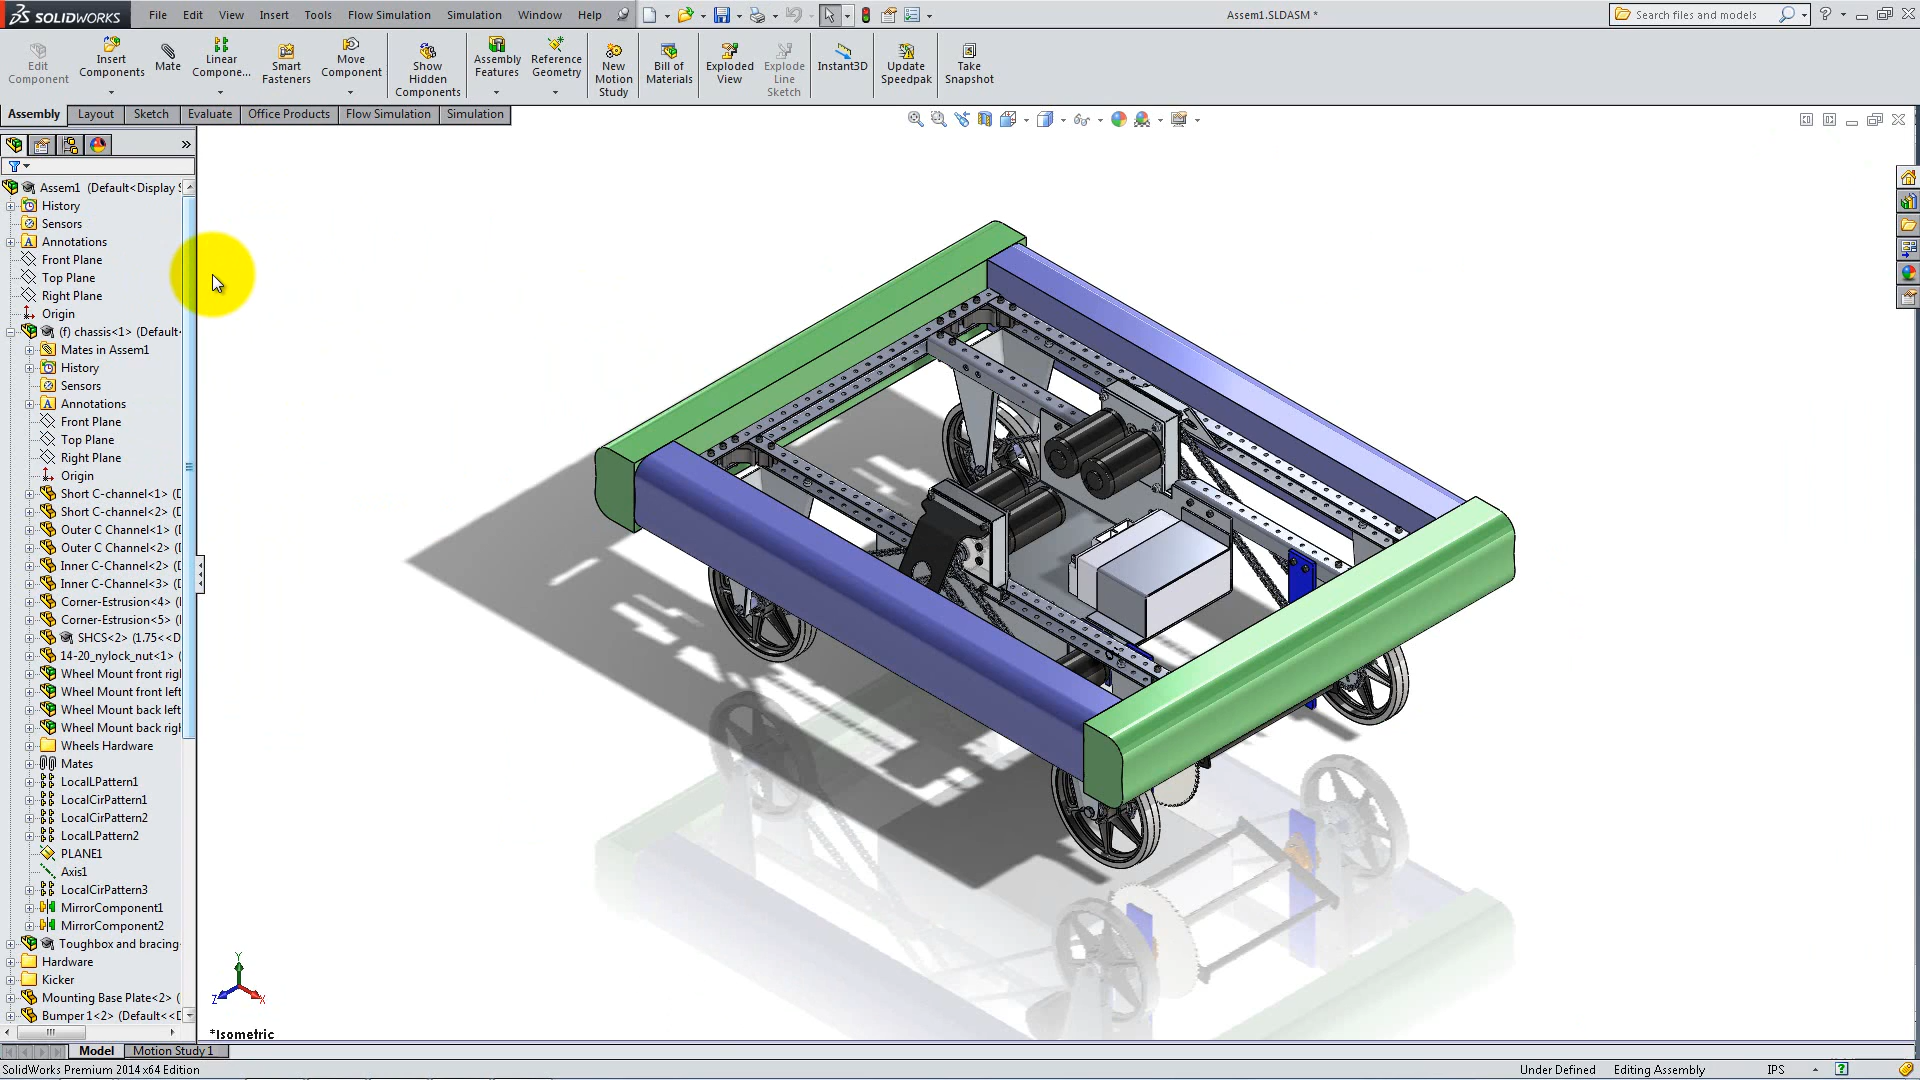 SOLIDWORKS File Edit View Insert Tools Flow Simulation Simulation Window Help Assem1.SLDASM * Search files and models
Edit Component
Insert Components
Mate
Linear Compone...
Smart Fasteners
Move Component
Show Hidden Components
Assembly Features
Reference Geometry
New Motion Study
Bill of Materials
Exploded View
Explode Line Sketch
Instant3D
Update Speedpak
Take Snapshot
Assembly Layout Sketch Evaluate Office Products Flow Simulation Simulation
Assem1 (Default<Display S
History
Sensors
Annotations
Front Plane
Top Plane
Right Plane
Origin
(f) chassis<1> (Default
Mates in Assem1
History
Sensors
Annotations
Front Plane
Top Plane
Right Plane
Origin
Short C-channel<1> (D
Short C-channel<2> (D
Outer C Channel<1> (D
Outer C Channel<2> (D
Inner C-Channel<2> (D
Inner C-Channel<3> (D
Corner-Estrusion<4> (
Corner-Estrusion<5> (
SHCS<2> (1.75<<D
14-20_nylock_nut<1> (
Wheel Mount front righ
Wheel Mount front left
Wheel Mount back left
Wheel Mount back righ
Wheels Hardware
Mates
LocalLPattern1
LocalCirPattern1
LocalCirPattern2
LocalLPattern2
PLANE1
Axis1
LocalCirPattern3
MirrorComponent1
MirrorComponent2
Toughbox and bracing
Hardware
Kicker
Mounting Base Plate<2> (
Bumper1<2> (Default<<D
Y
Z X
*Isometric
Model Motion Study 1
SolidWorks Premium 2014 x64 Edition Under Defined Editing Assembly IPS